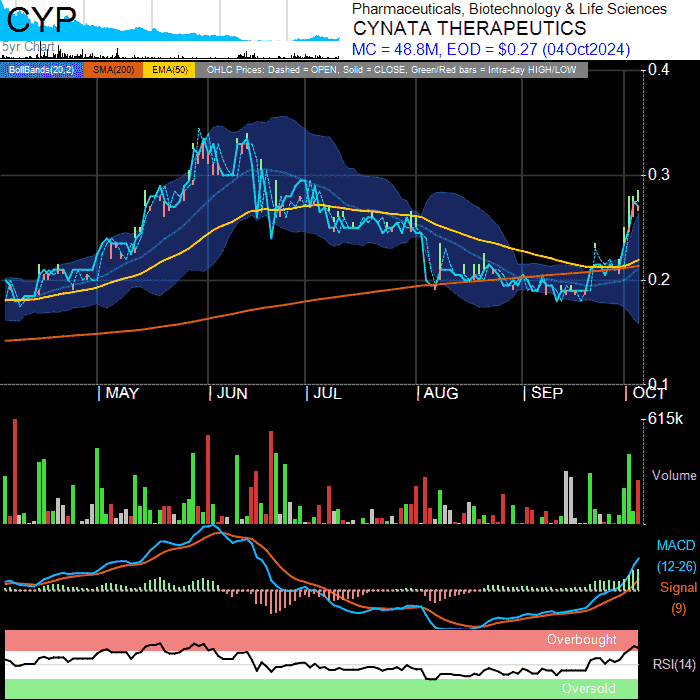 CYP
5yr Chart
Pharmaceuticals, Biotechnology & Life Sciences
CYNATA THERAPEUTICS
MC = 48.8M, EOD = $0.27 (04Oct2024)
BollBands(20,2) SMA(200) EMA(50) OHLC Prices: Dashed = OPEN, Solid = CLOSE, Green/Red bars = Intra-day HIGH/LOW
0.4
0.3
0.2
0.1
MAY JUN JUL AUG SEP OCT
615k
Volume
MACD
(12-26)
Signal
(9)
Overbought
RSI(14)
Oversold